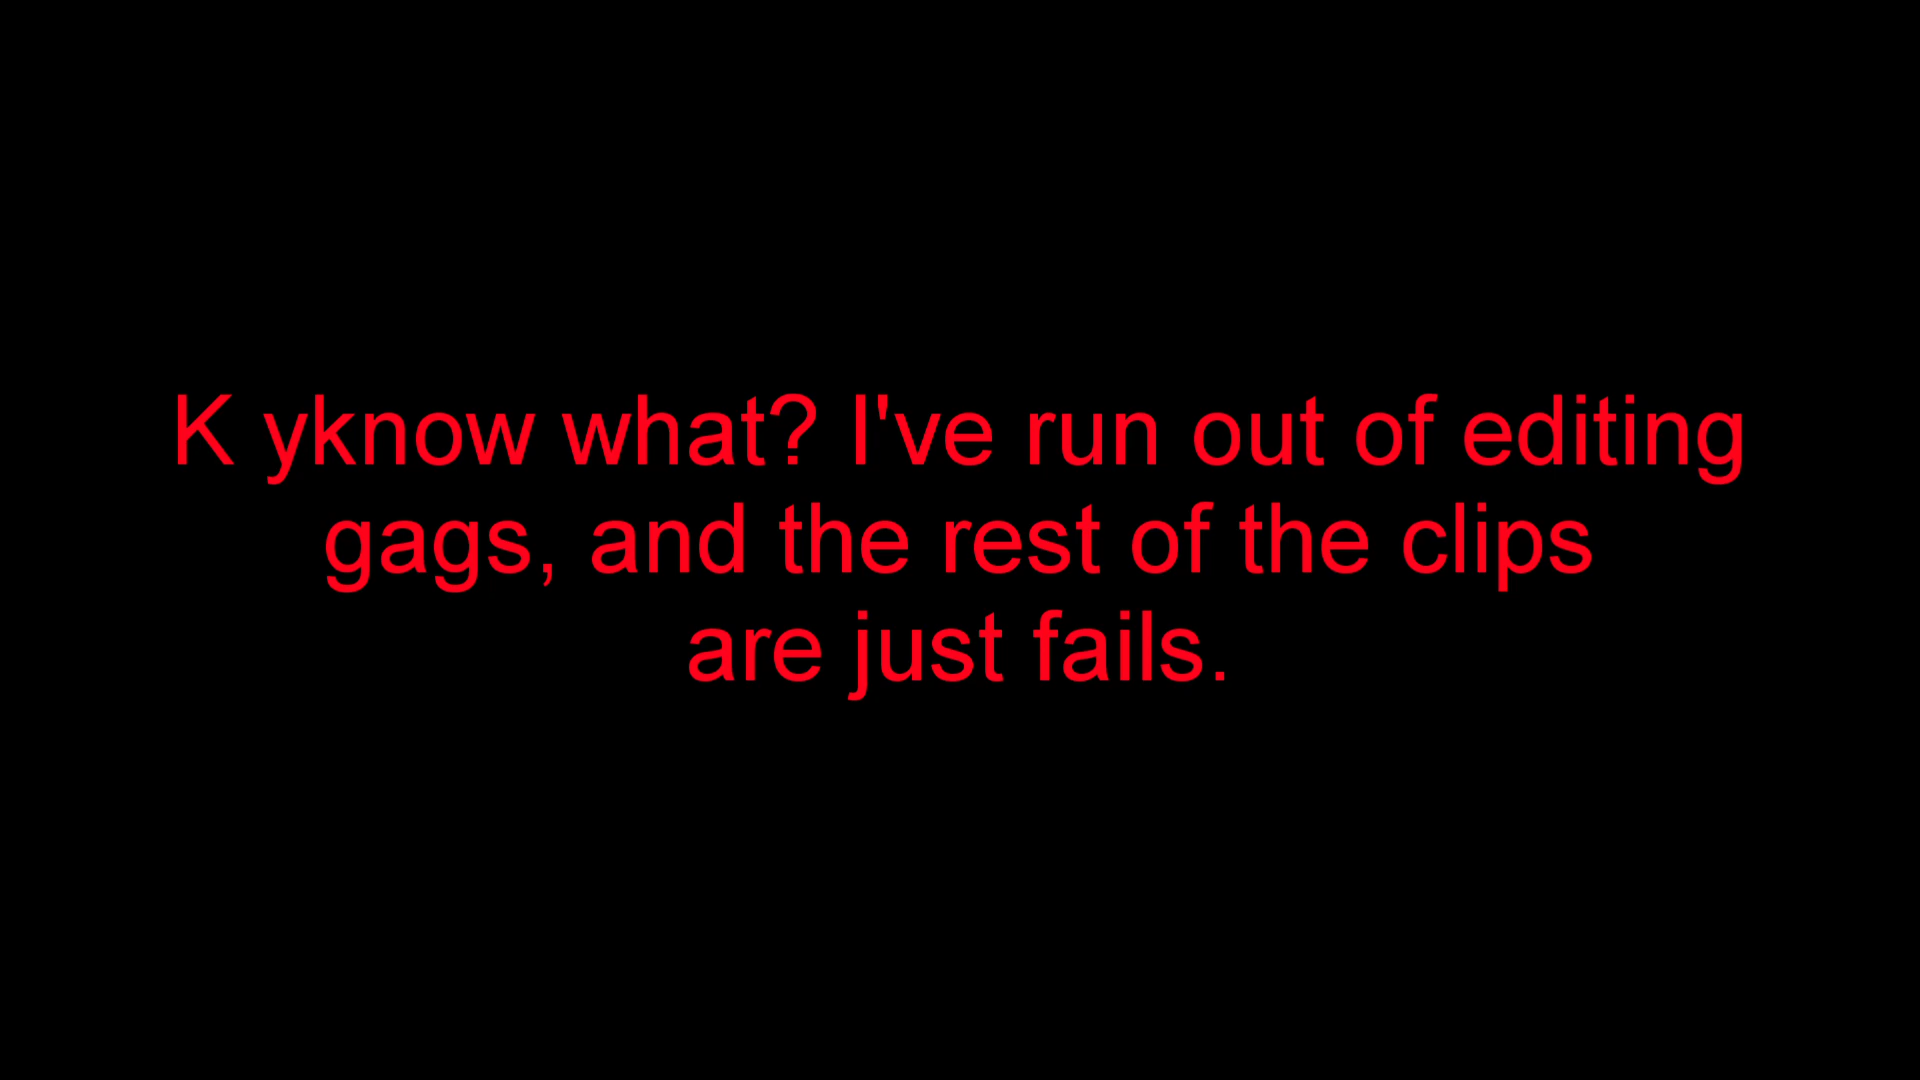 K yknow what? I've run out of editing
gags, and the rest of the clips
are just fails.